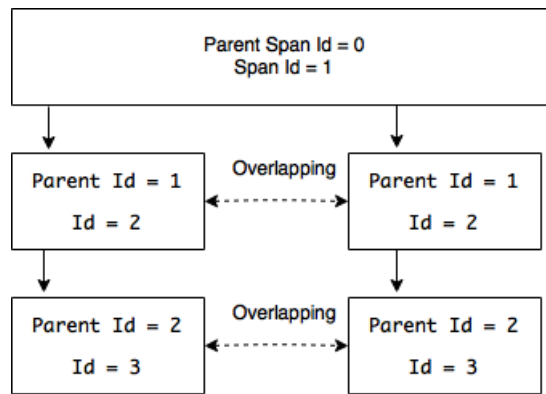 Parent Span Id = 0
Span Id = 1
Parent Id = 1
Id = 2
Overlapping
Parent Id = 1
Id = 2
Parent Id = 2
Id = 3
Overlapping
Parent Id = 2
Id = 3